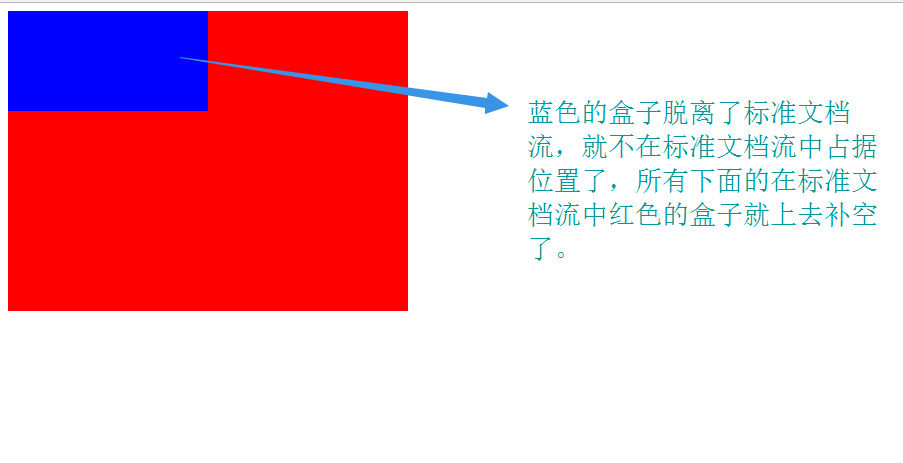 蓝色的盒子脱离了标准文档
流，就不在标准文档流中占据
位置了，所有下面的在标准文
档流中红色的盒子就上去补空
了。